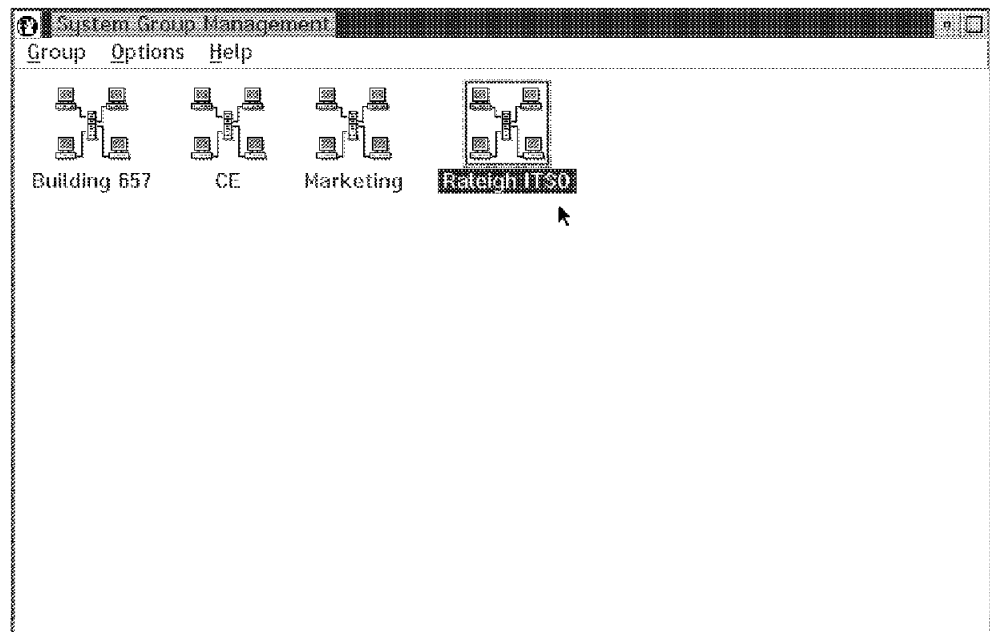 System Group Management
Group Options Help
Building 657 CE Marketing Raleigh ITSO